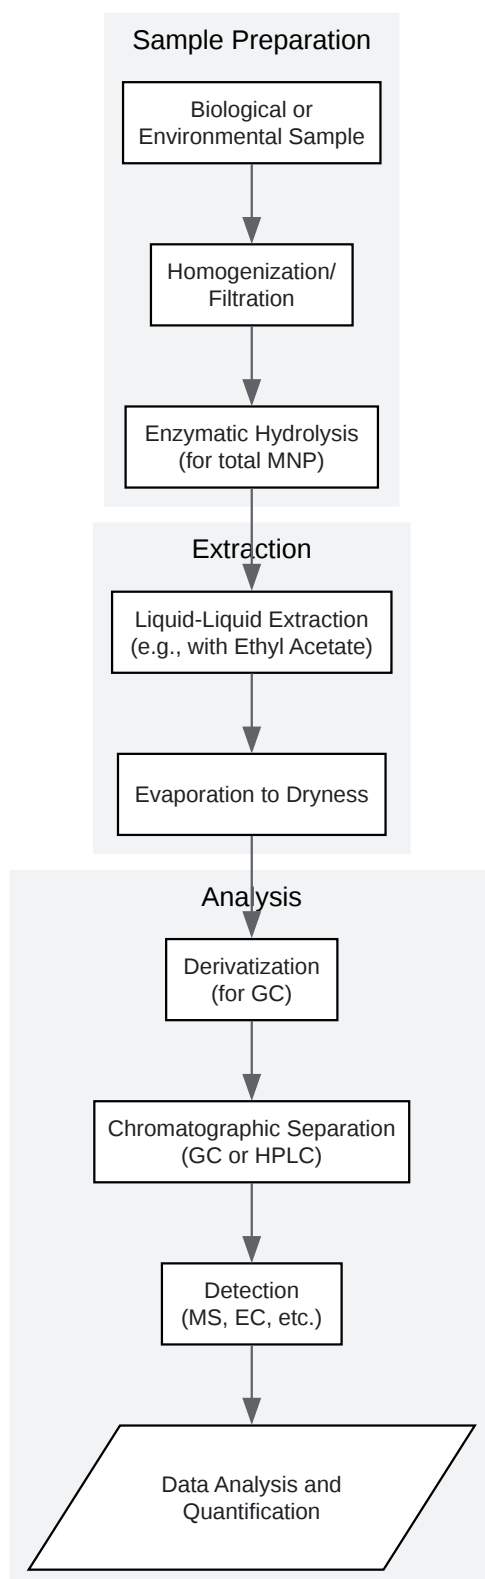 Sample Preparation
Biological or
Environmental Sample
Homogenization/
Filtration
Enzymatic Hydrolysis
(for total MNP)
Extraction
Liquid-Liquid Extraction
(e.g., with Ethyl Acetate)
Evaporation to Dryness
Analysis
Derivatization
(for GC)
Chromatographic Separation
(GC or HPLC)
Detection
(MS, EC, etc.)
Data Analysis and
Quantification